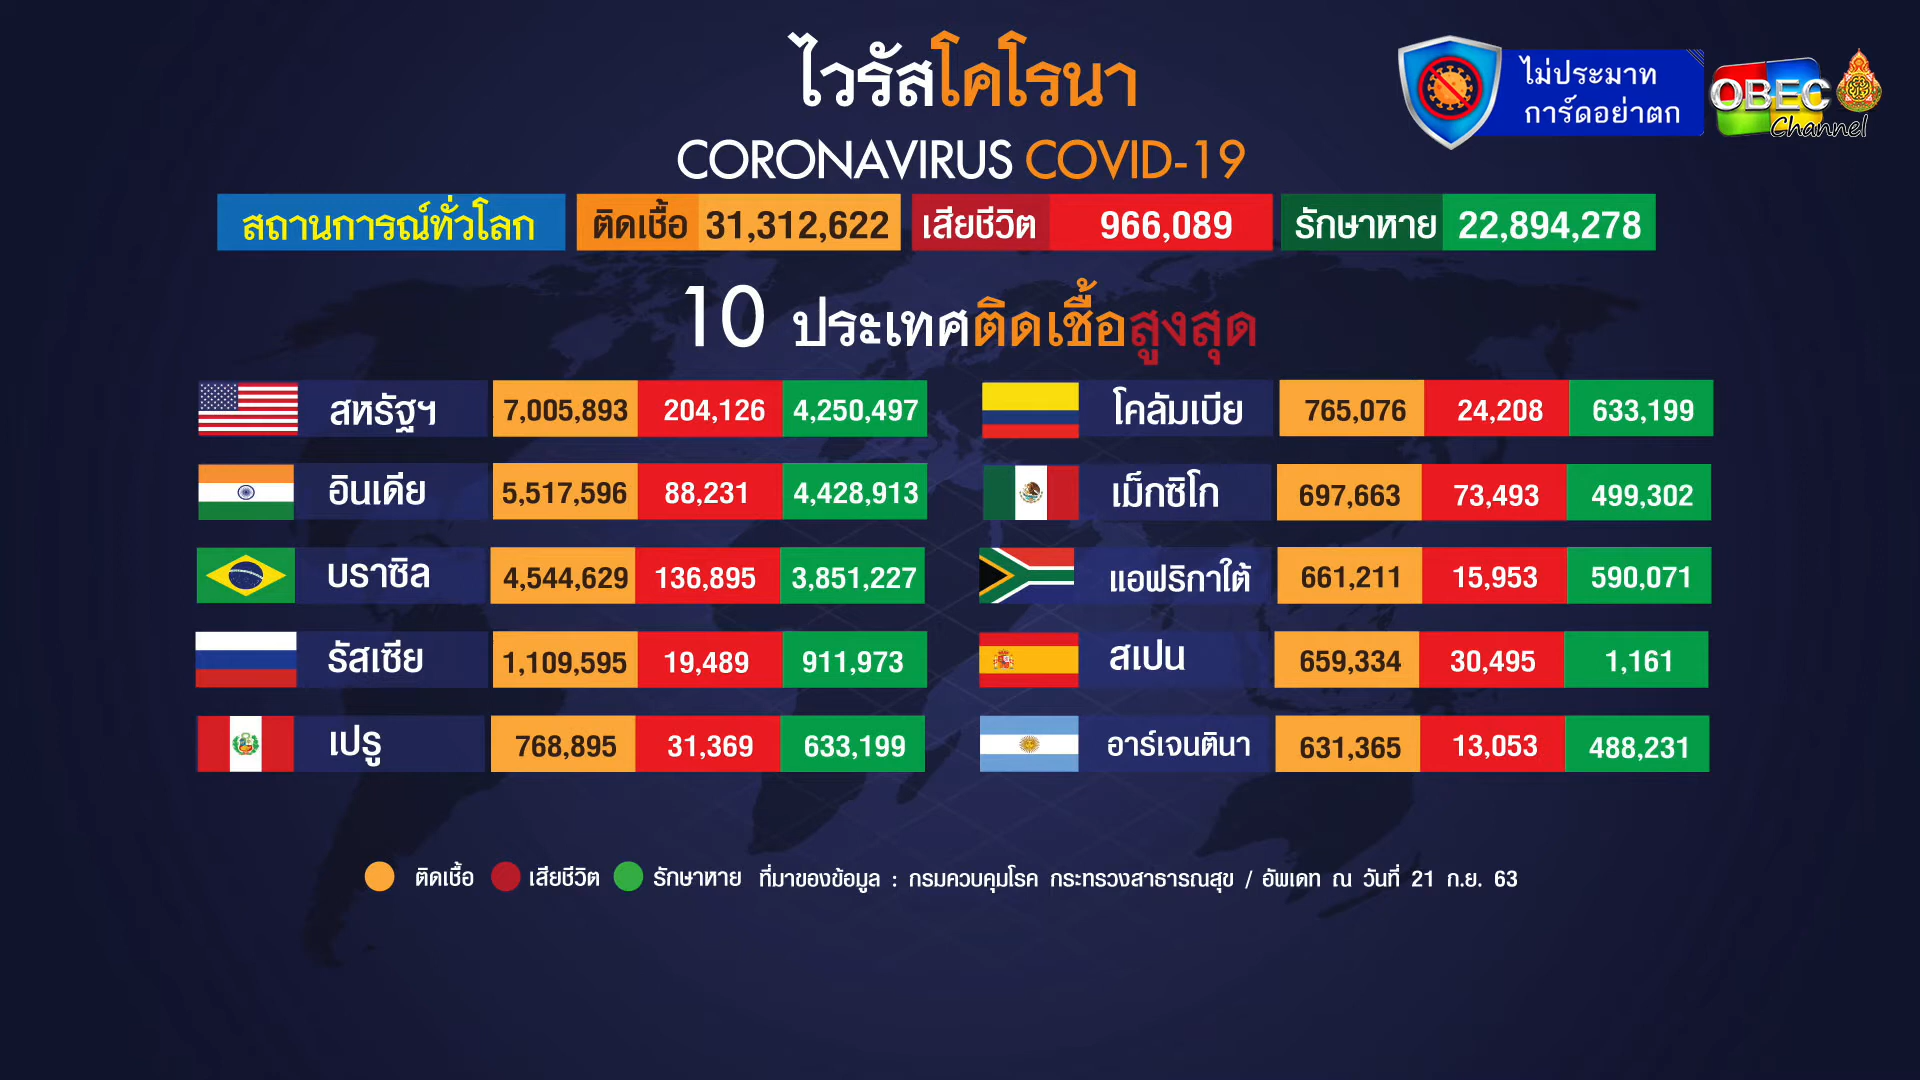 ไวรัสโคโรนา
CORONAVIRUS COVID-19
ไม่ประมาท
การ์ดอย่าตก
OBEC
Channel
สถานการณ์ทั่วโลก ติดเชื้อ 31,312,622 เสียชีวิต 966,089 รักษาหาย 22,894,278
10 ประเทศติดเชื้อสูงสุด
สหรัฐฯ 7,005,893 204,126 4,250,497
อินเดีย 5,517,596 88,231 4,428,913
บราซิล 4,544,629 136,895 3,851,227
รัสเซีย 1,109,595 19,489 911,973
เปรู 768,895 31,369 633,199
โคลัมเบีย 765,076 24,208 633,199
เม็กซิโก 697,663 73,493 499,302
แอฟริกาใต้ 661,211 15,953 590,071
สเปน 659,334 30,495 1,161
อาร์เจนตินา 631,365 13,053 488,231
ติดเชื้อ เสียชีวิต รักษาหาย ที่มาของข้อมูล : กรมควบคุมโรค กระทรวงสาธารณสุข / อัพเดท ณ วันที่ 21 ก.ย. 63